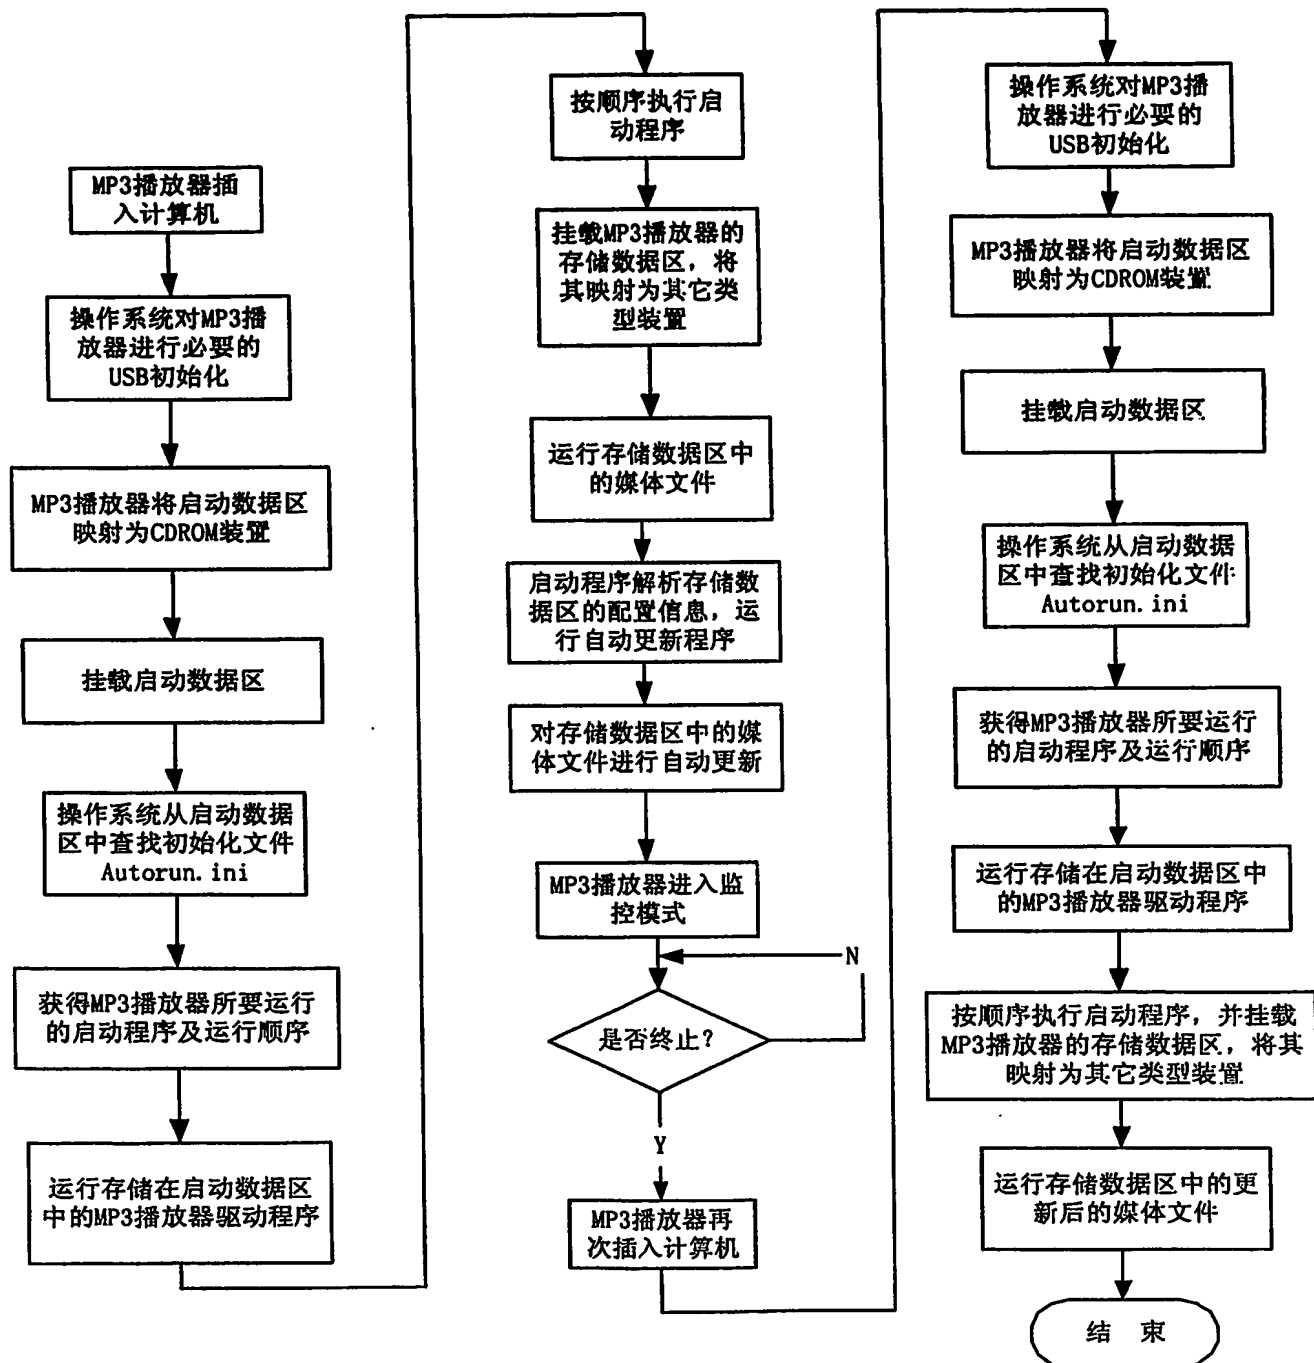 MP3播放器插
入计算机
操作系统对MP3播
放器进行必要的
USB初始化
MP3播放器将启动数据区
映射为CDROM装置
挂载启动数据区
操作系统从启动数据
区中查找初始化文件
Autorun.ini
获得MP3播放器所要运行
的启动程序及运行顺序
运行存储在启动数据区
中的MP3播放器驱动程序
按顺序执行启
动程序
挂载MP3播放器的
存储数据区，将
其映射为其它类
型装置
运行存储数据区中
的媒体文件
启动程序解析存储数
据区的配置信息，运
行自动更新程序
对存储数据区中的媒
体文件进行自动更新
MP3播放器进入监
控模式
N
是否终止？
Y
MP3播放器再
次插入计算机
操作系统对MP3播
放器进行必要的
USB初始化
MP3播放器将启动数据区
映射为CDROM装置
挂载启动数据区
操作系统从启动数据
区中查找初始化文件
Autorun.ini
获得MP3播放器所要运行
的启动程序及运行顺序
运行存储在启动数据区中
的MP3播放器驱动程序
按顺序执行启动程序，并挂载
MP3播放器的存储数据区，将其
映射为其它类型装置
运行存储数据区中的更
新后的媒体文件
结 束